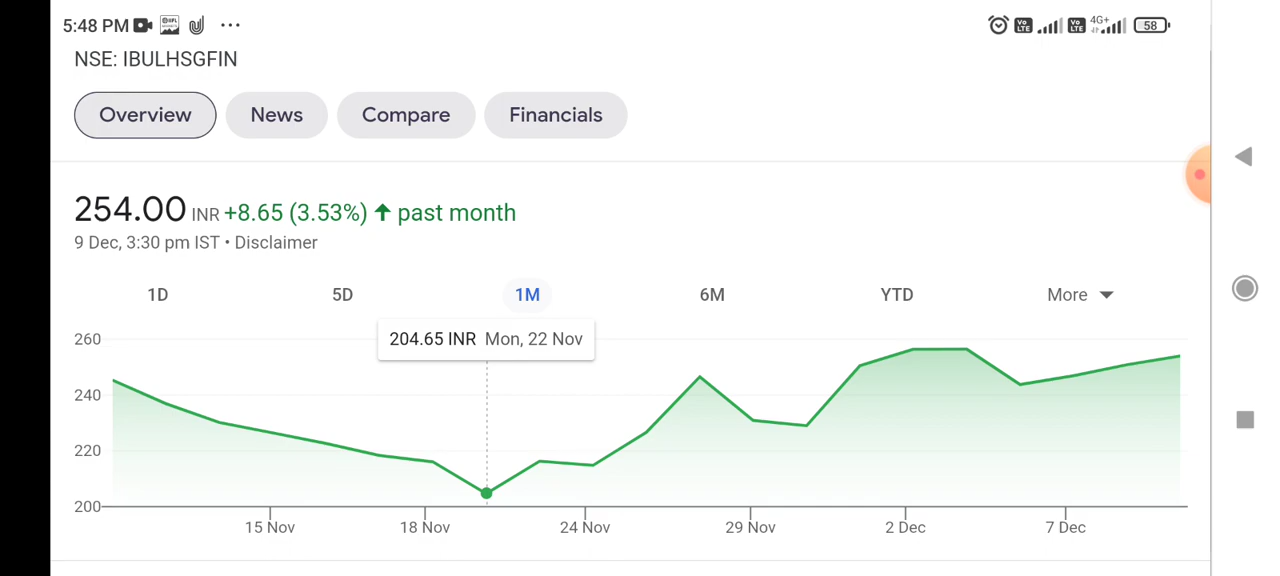 5:48 PM ... 4G+ 58
NSE: IBULHSGFIN
Overview News Compare Financials
254.00 INR +8.65 (3.53%) ↑ past month
9 Dec, 3:30 pm IST • Disclaimer
1D 5D 1M 6M YTD More
204.65 INR Mon, 22 Nov
260
240
220
200
15 Nov 18 Nov 24 Nov 29 Nov 2 Dec 7 Dec